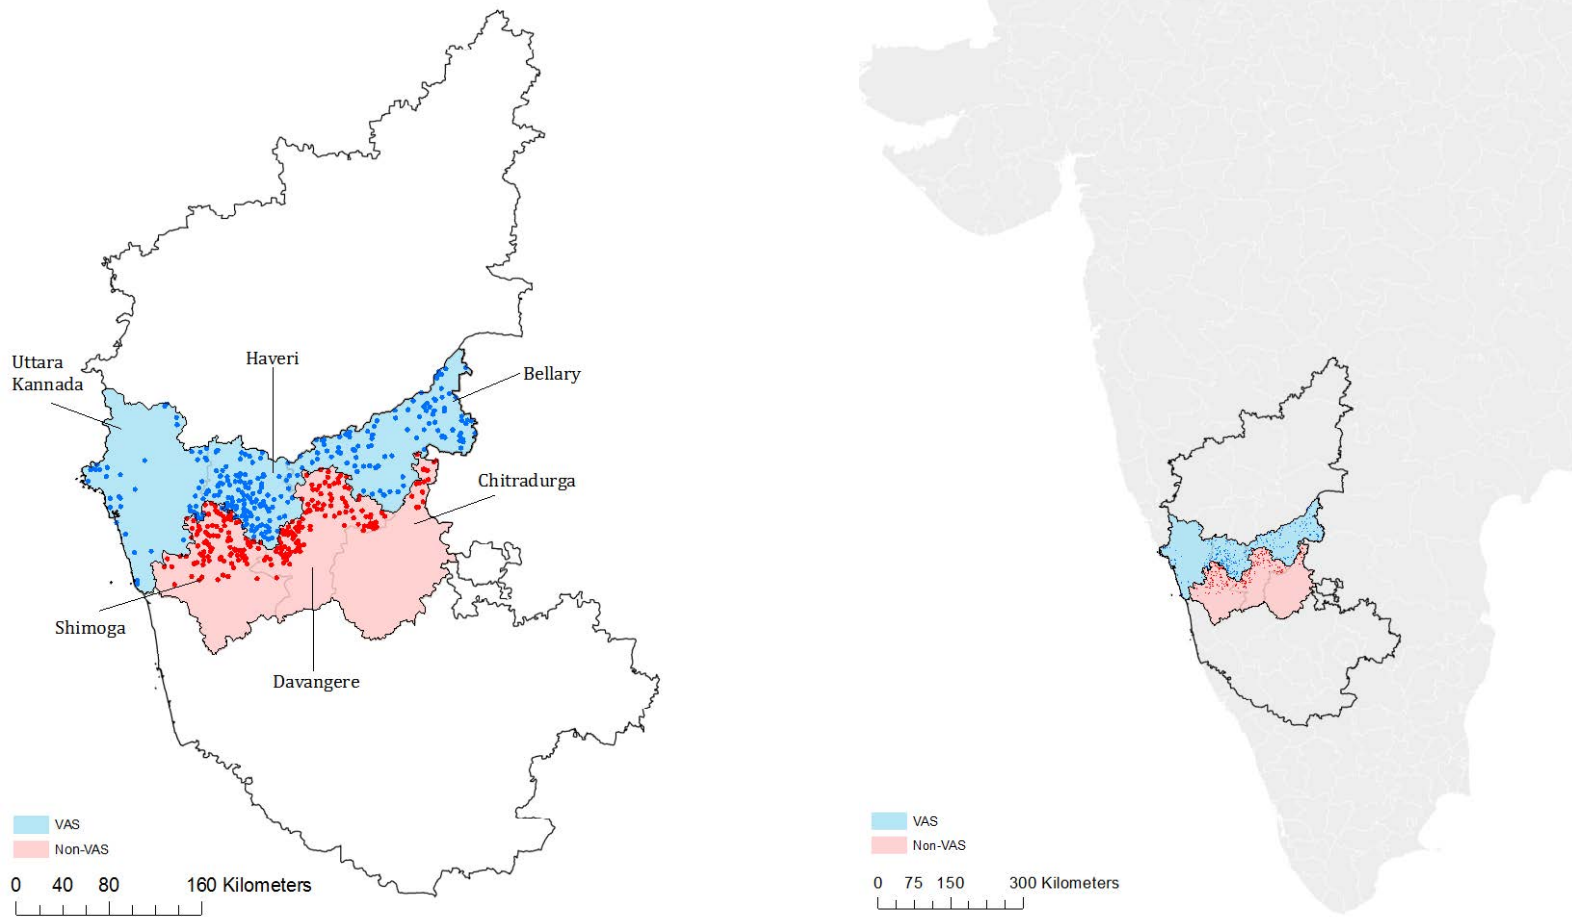 Uttara
Kannada
Haveri
Bellary
Chitradurga
Shimoga
Davangere
VAS
Non-VAS
0 40 80 160 Kilometers
VAS
Non-VAS
0 75 150 300 Kilometers